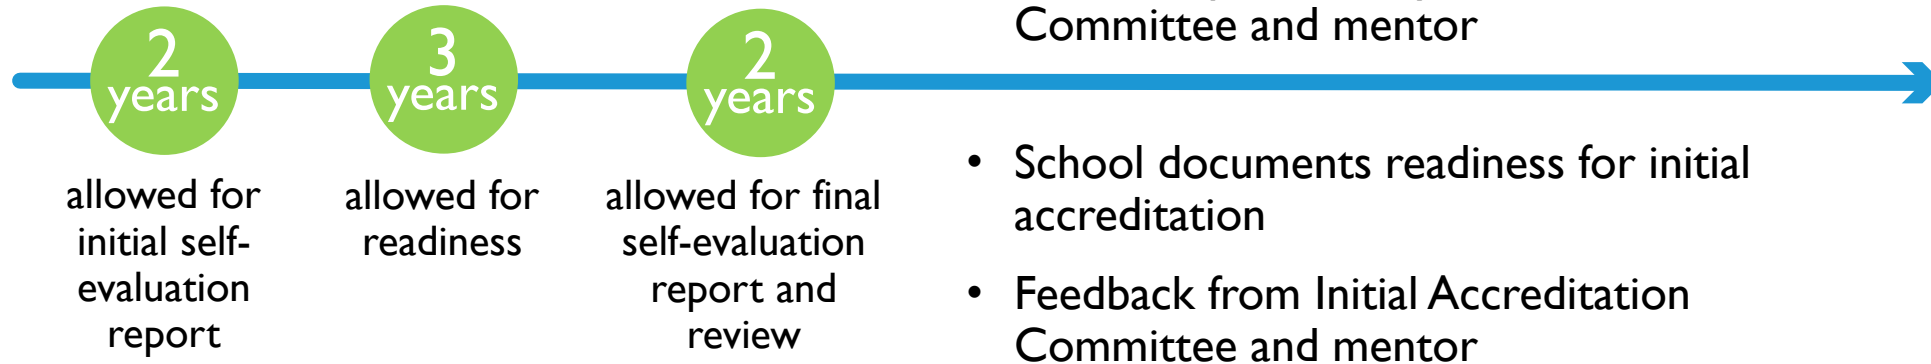 2
years
allowed for
initial self-
evaluation
report
3
years
allowed for
readiness
2
years
allowed for final
self-evaluation
report and
review
Committee and mentor
• School documents readiness for initial
accreditation
• Feedback from Initial Accreditation
Committee and mentor